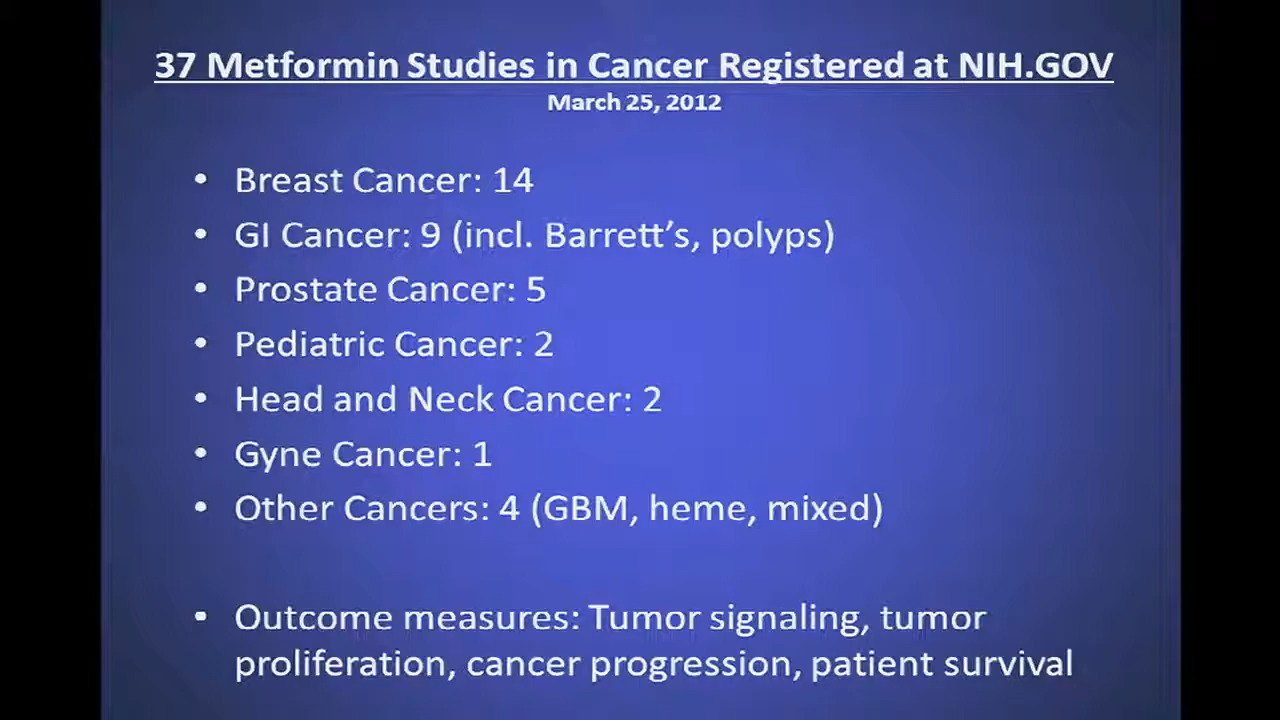 37 Metformin Studies in Cancer Registered at NIH.GOV
March 25, 2012
• Breast Cancer: 14
• GI Cancer: 9 (incl. Barrett’s, polyps)
• Prostate Cancer: 5
• Pediatric Cancer: 2
• Head and Neck Cancer: 2
• Gyne Cancer: 1
• Other Cancers: 4 (GBM, heme, mixed)
• Outcome measures: Tumor signaling, tumor
proliferation, cancer progression, patient survival